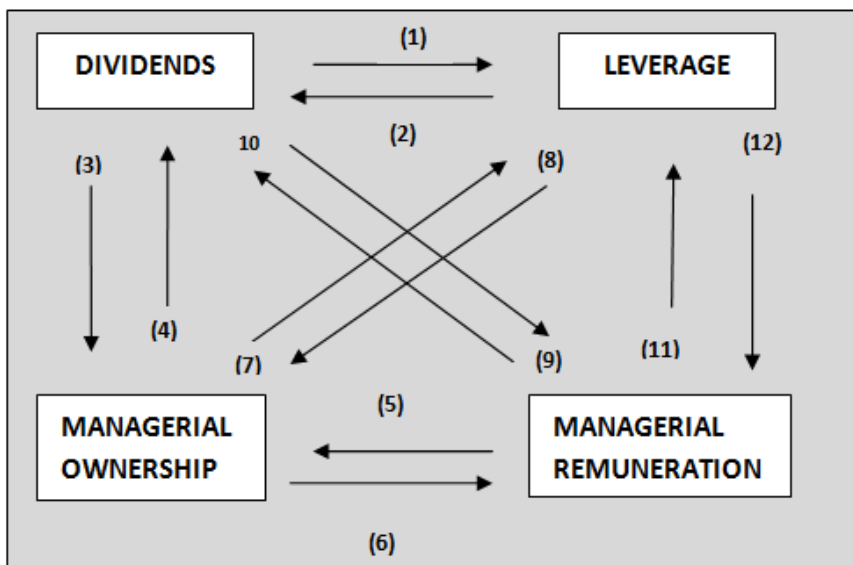 (1)
DIVIDENDS
LEVERAGE
(2)
10
(12)
(3)
(8)
(4)
(7)
(9)
(11)
(5)
MANAGERIAL
OWNERSHIP
MANAGERIAL
REMUNERATION
(6)